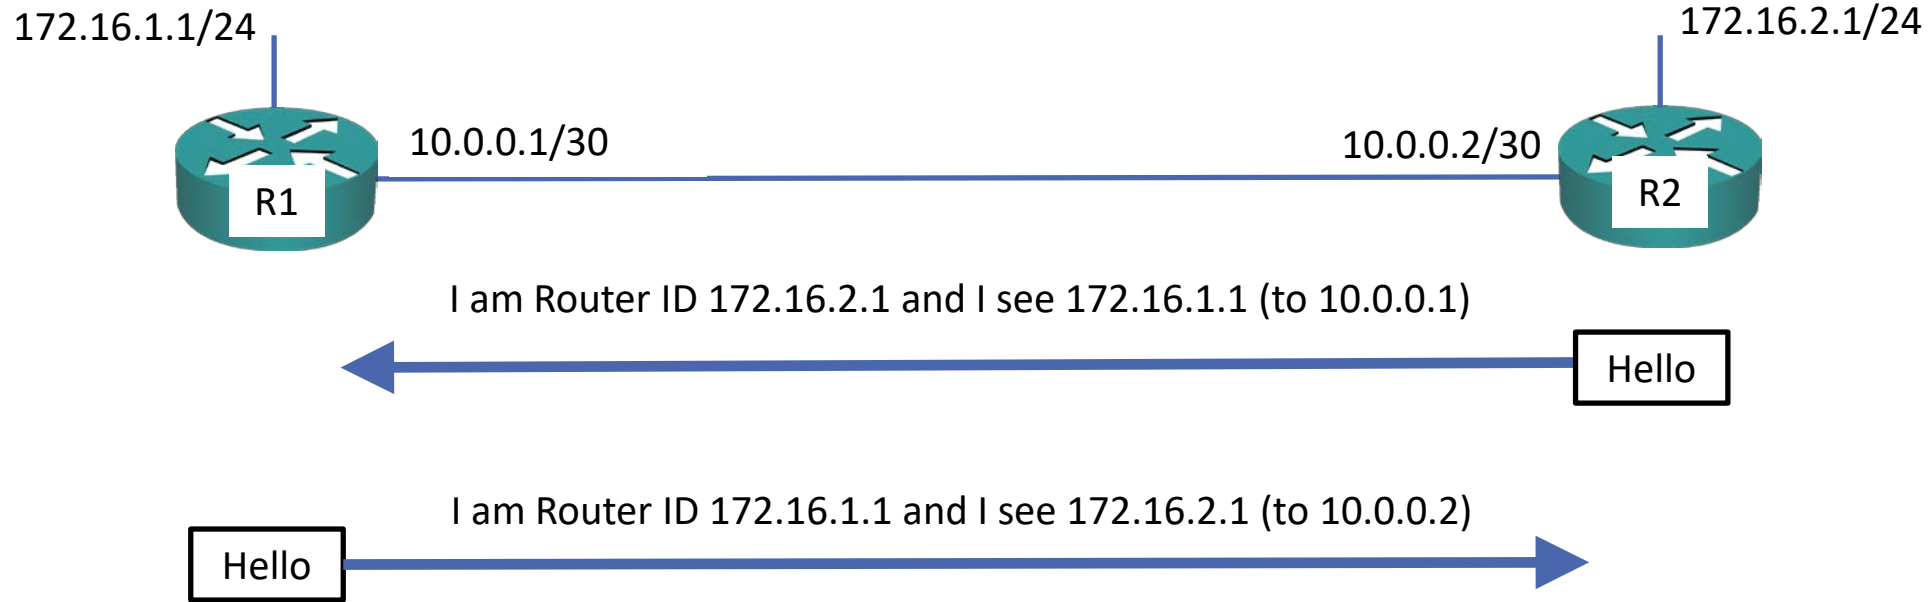 172.16.1.1/24
172.16.2.1/24
10.0.0.1/30
10.0.0.2/30
R1
R2
I am Router ID 172.16.2.1 and I see 172.16.1.1 (to 10.0.0.1)
Hello
I am Router ID 172.16.1.1 and I see 172.16.2.1 (to 10.0.0.2)
Hello